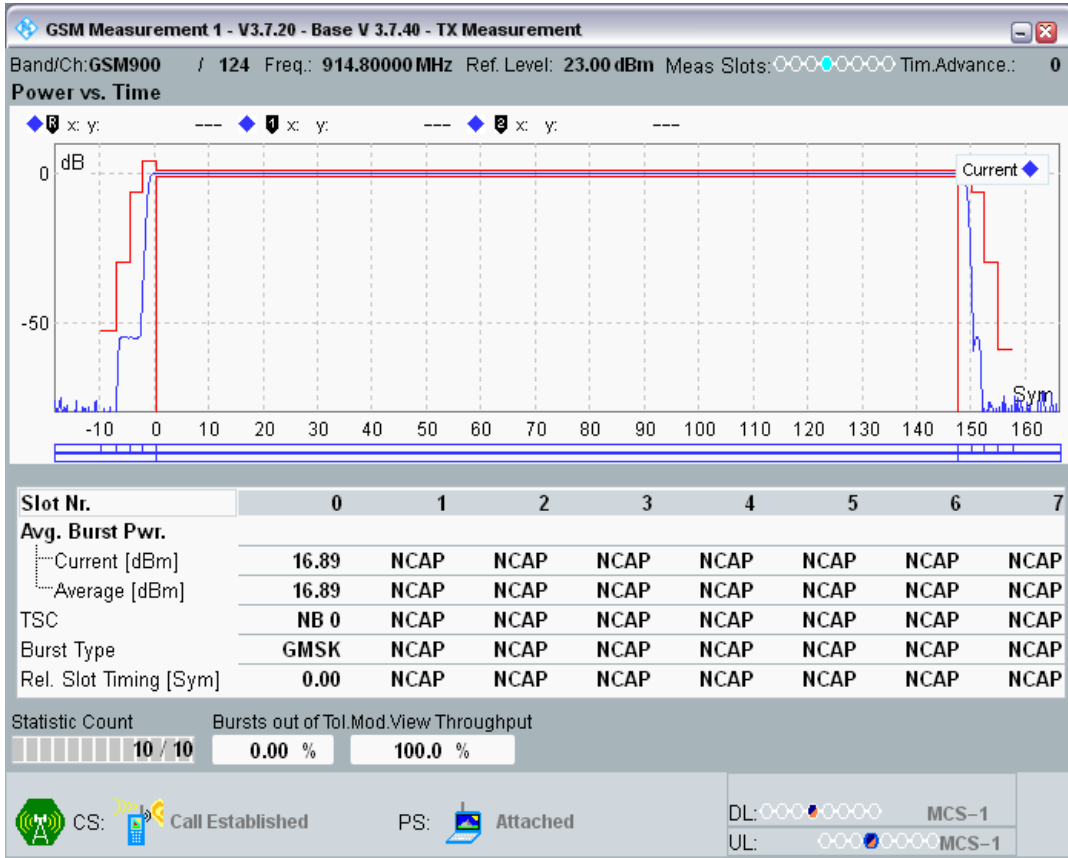 GSM Measurement 1 - V3.7.20 - Base V 3.7.40 - TX Measurement
Band/Ch:GSM900 / 124 Freq.: 914.80000 MHz Ref. Level: 23.00 dBm Meas Slots: Tim.Advance.: 0
Power vs. Time
R x: y: --- 1 x: y: --- 2 x: y: ---
dB
Current
0
-50
Sym
-10 0 10 20 30 40 50 60 70 80 90 100 110 120 130 140 150 160
Slot Nr. 0 1 2 3 4 5 6 7
Avg. Burst Pwr.
Current [dBm] 16.89 NCAP NCAP NCAP NCAP NCAP NCAP NCAP
Average [dBm] 16.89 NCAP NCAP NCAP NCAP NCAP NCAP NCAP
TSC NB 0 NCAP NCAP NCAP NCAP NCAP NCAP NCAP
Burst Type GMSK NCAP NCAP NCAP NCAP NCAP NCAP NCAP
Rel. Slot Timing [Sym] 0.00 NCAP NCAP NCAP NCAP NCAP NCAP NCAP
Statistic Count Bursts out of Tol.Mod.View Throughput
10 / 10 0.00 % 100.0 %
CS: Call Established PS: Attached
DL: MCS-1
UL: MCS-1